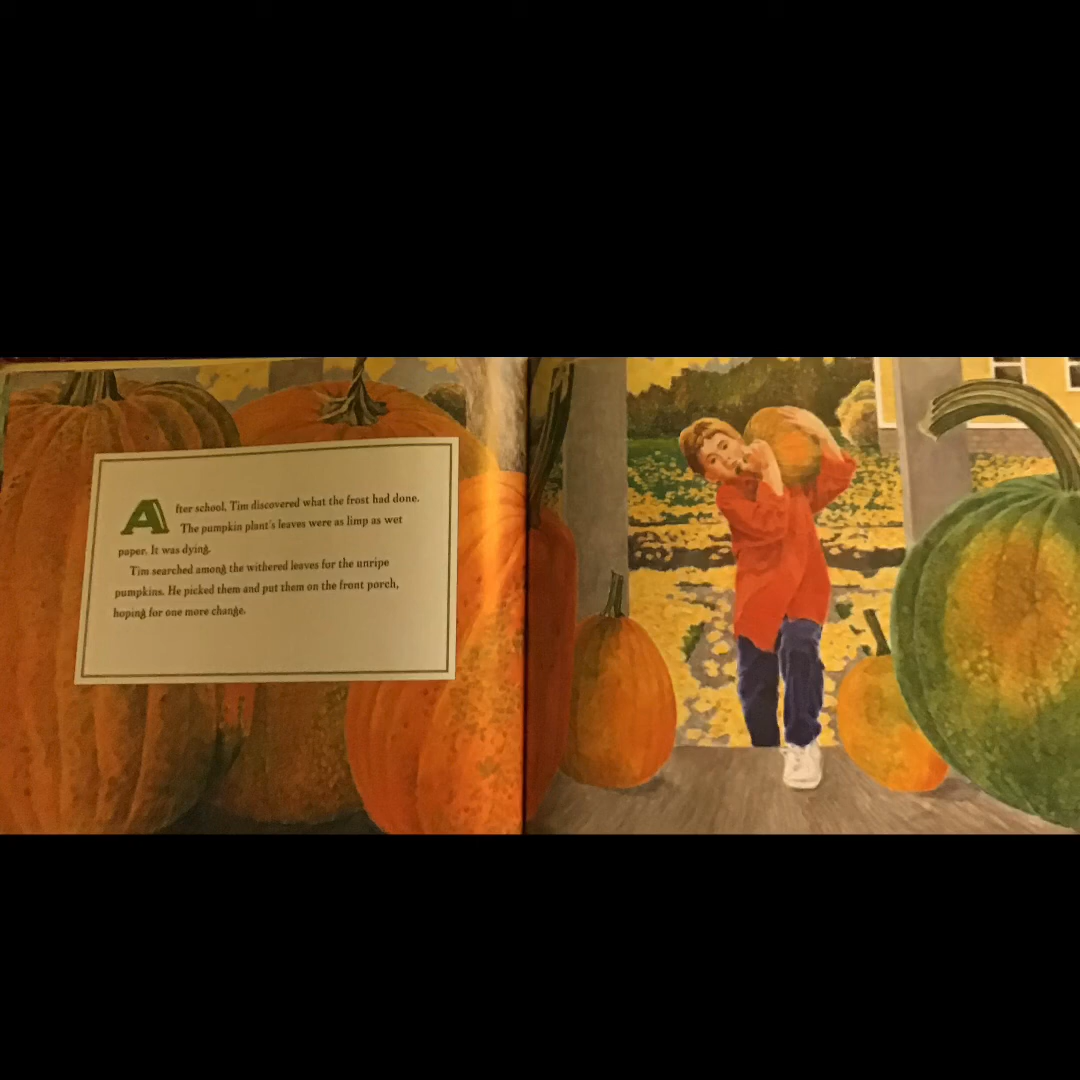 After school, Tim discovered what the frost had done.
The pumpkin plant's leaves were as limp as wet
paper. It was dying.
Tim searched among the withered leaves for the unripe
pumpkins. He picked them and put them on the front porch,
hoping for one more change.